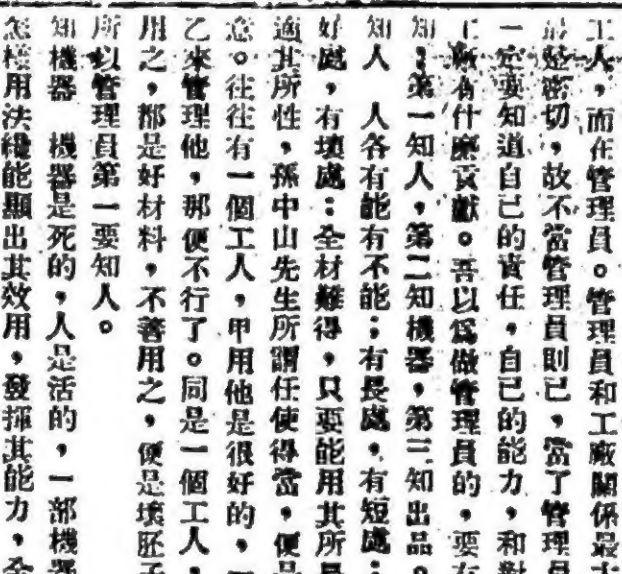 工人，而在管理員。管理員和工廠關係最
最堅密切，故不當管理員則已，當了管理員
一定要知道自己的責任，自己的能力，和對
工廠有什麽貢獻。吾以爲做管理員的，要有
知：第一知人，第二知機器，第三知出品。
知人　人各有能有不能；有長處，有短處：
好處，有壞處：全材難得，只要能用其所
適其所性，孫中山先生所謂任使得當，便是
意。往往有一個工人，甲用他是很好的，一
乙來管理他，那便不行了。同是一個工人，
用之，都是好材料，不善用之，便是壞胚子
所以管理員第一要知人。
知機器　機器是死的，人是活的，一部機器
怎樣用法纔能顯出其效用，發揮其能力，全